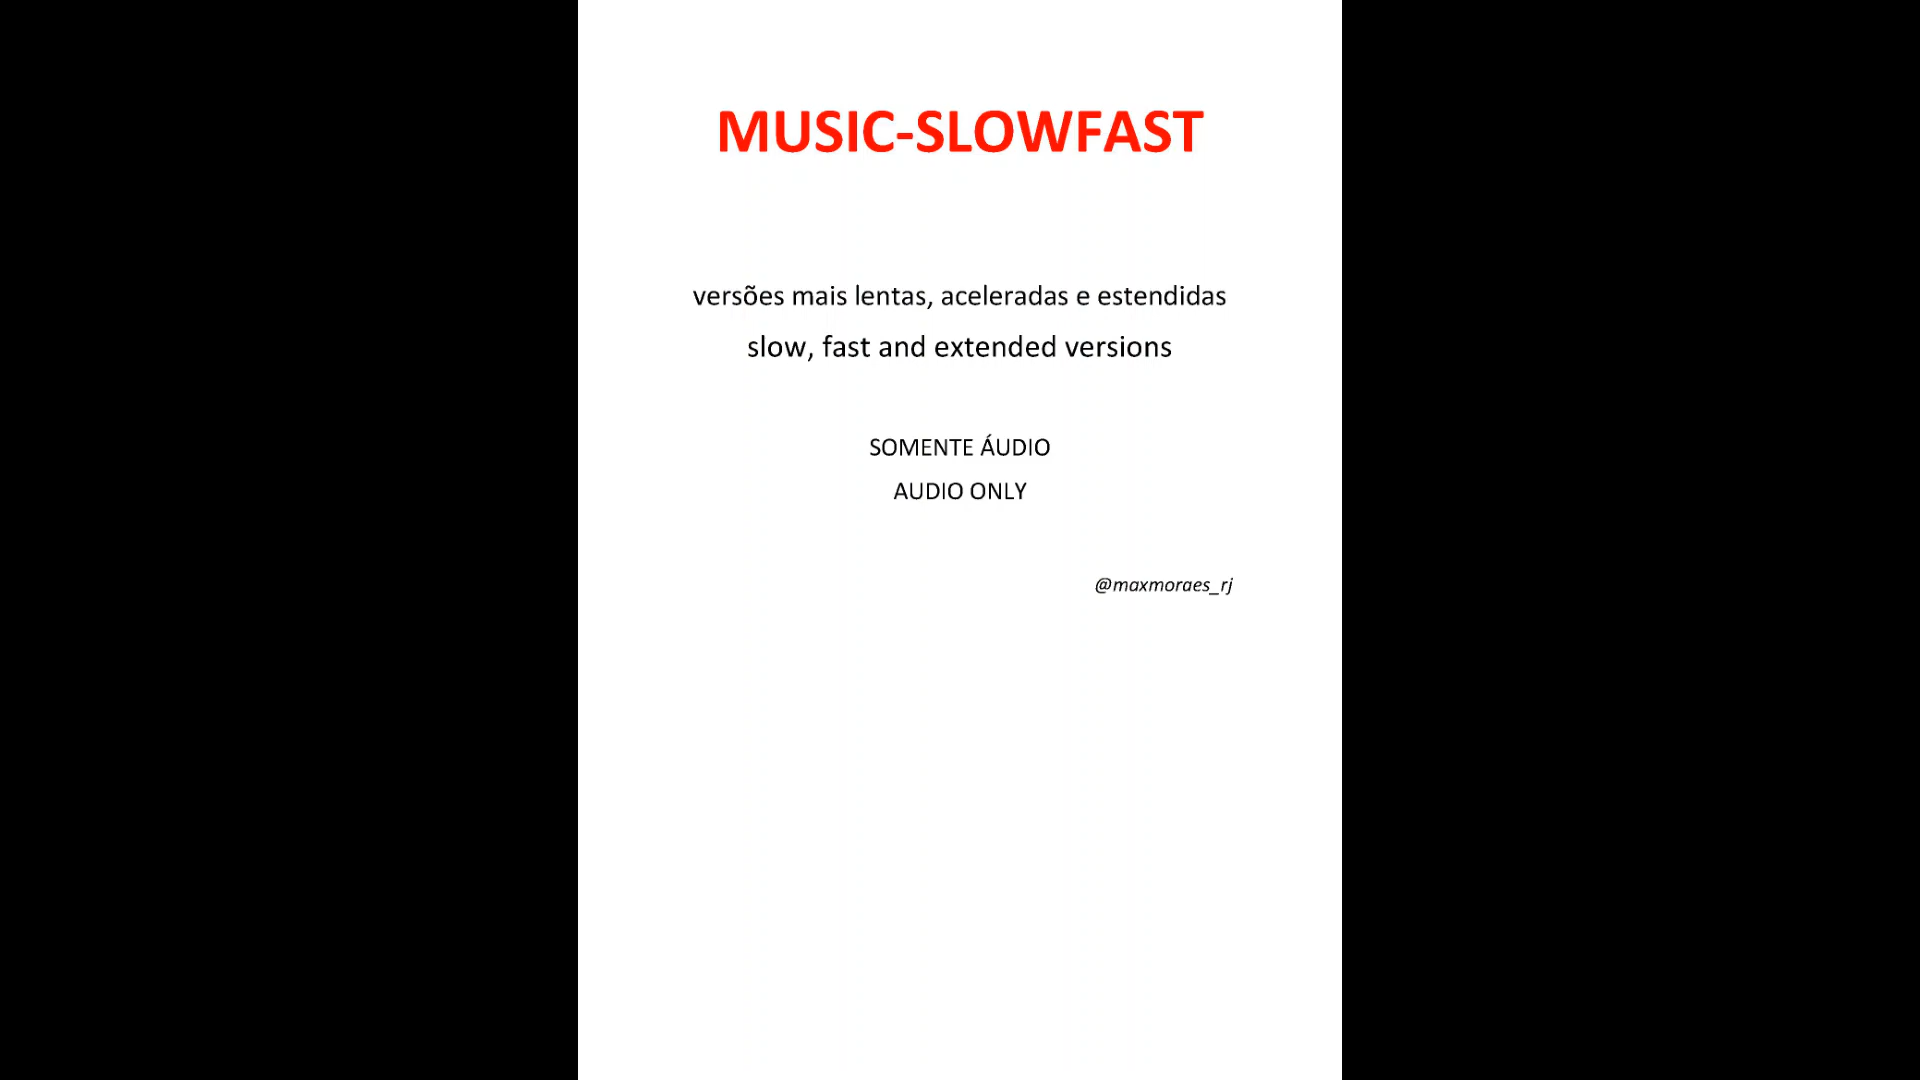 MUSIC-SLOWFAST
versões mais lentas, aceleradas e estendidas
slow, fast and extended versions
SOMENTE ÁUDIO
AUDIO ONLY
@maxmoraes_rj